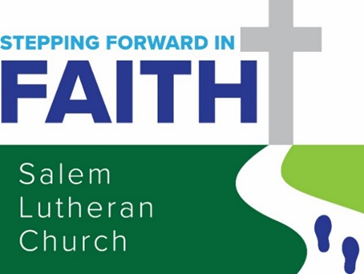 STEPPING FORWARD IN
FAITH
Salem
Lutheran
Church